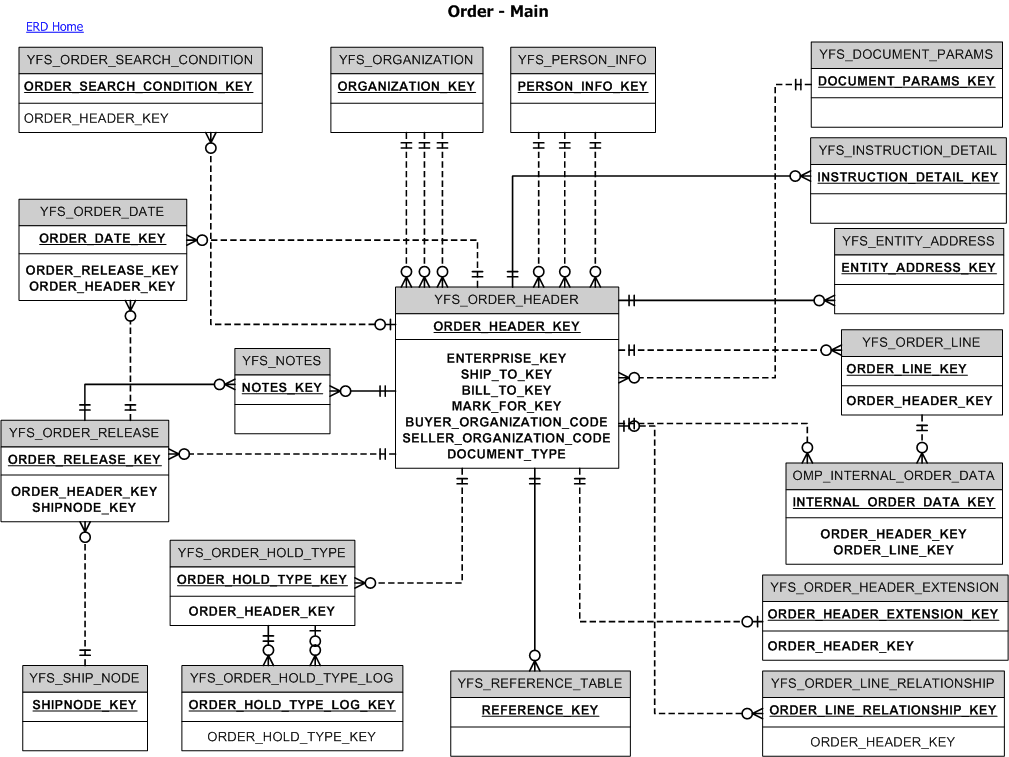 Order - Main
ERD Home
YFS_ORDER_SEARCH_CONDITION
ORDER_SEARCH_CONDITION_KEY
ORDER_HEADER_KEY
YFS_ORGANIZATION
ORGANIZATION_KEY
YFS_PERSON_INFO
PERSON_INFO_KEY
YFS_DOCUMENT_PARAMS
DOCUMENT_PARAMS_KEY
YFS_INSTRUCTION_DETAIL
INSTRUCTION_DETAIL_KEY
YFS_ORDER_DATE
ORDER_DATE_KEY
ORDER_RELEASE_KEY
ORDER_HEADER_KEY
YFS_ENTITY_ADDRESS
ENTITY_ADDRESS_KEY
YFS_ORDER_HEADER
ORDER_HEADER_KEY
ENTERPRISE_KEY
SHIP_TO_KEY
BILL_TO_KEY
MARK_FOR_KEY
BUYER_ORGANIZATION_CODE
SELLER_ORGANIZATION_CODE
DOCUMENT_TYPE
YFS_NOTES
NOTES_KEY
YFS_ORDER_LINE
ORDER_LINE_KEY
ORDER_HEADER_KEY
YFS_ORDER_RELEASE
ORDER_RELEASE_KEY
ORDER_HEADER_KEY
SHIPNODE_KEY
OMP_INTERNAL_ORDER_DATA
INTERNAL_ORDER_DATA_KEY
ORDER_HEADER_KEY
ORDER_LINE_KEY
YFS_ORDER_HOLD_TYPE
ORDER_HOLD_TYPE_KEY
ORDER_HEADER_KEY
YFS_ORDER_HEADER_EXTENSION
ORDER_HEADER_EXTENSION_KEY
ORDER_HEADER_KEY
YFS_SHIP_NODE
SHIPNODE_KEY
YFS_ORDER_HOLD_TYPE_LOG
ORDER_HOLD_TYPE_LOG_KEY
ORDER_HOLD_TYPE_KEY
YFS_REFERENCE_TABLE
REFERENCE_KEY
YFS_ORDER_LINE_RELATIONSHIP
ORDER_LINE_RELATIONSHIP_KEY
ORDER_HEADER_KEY